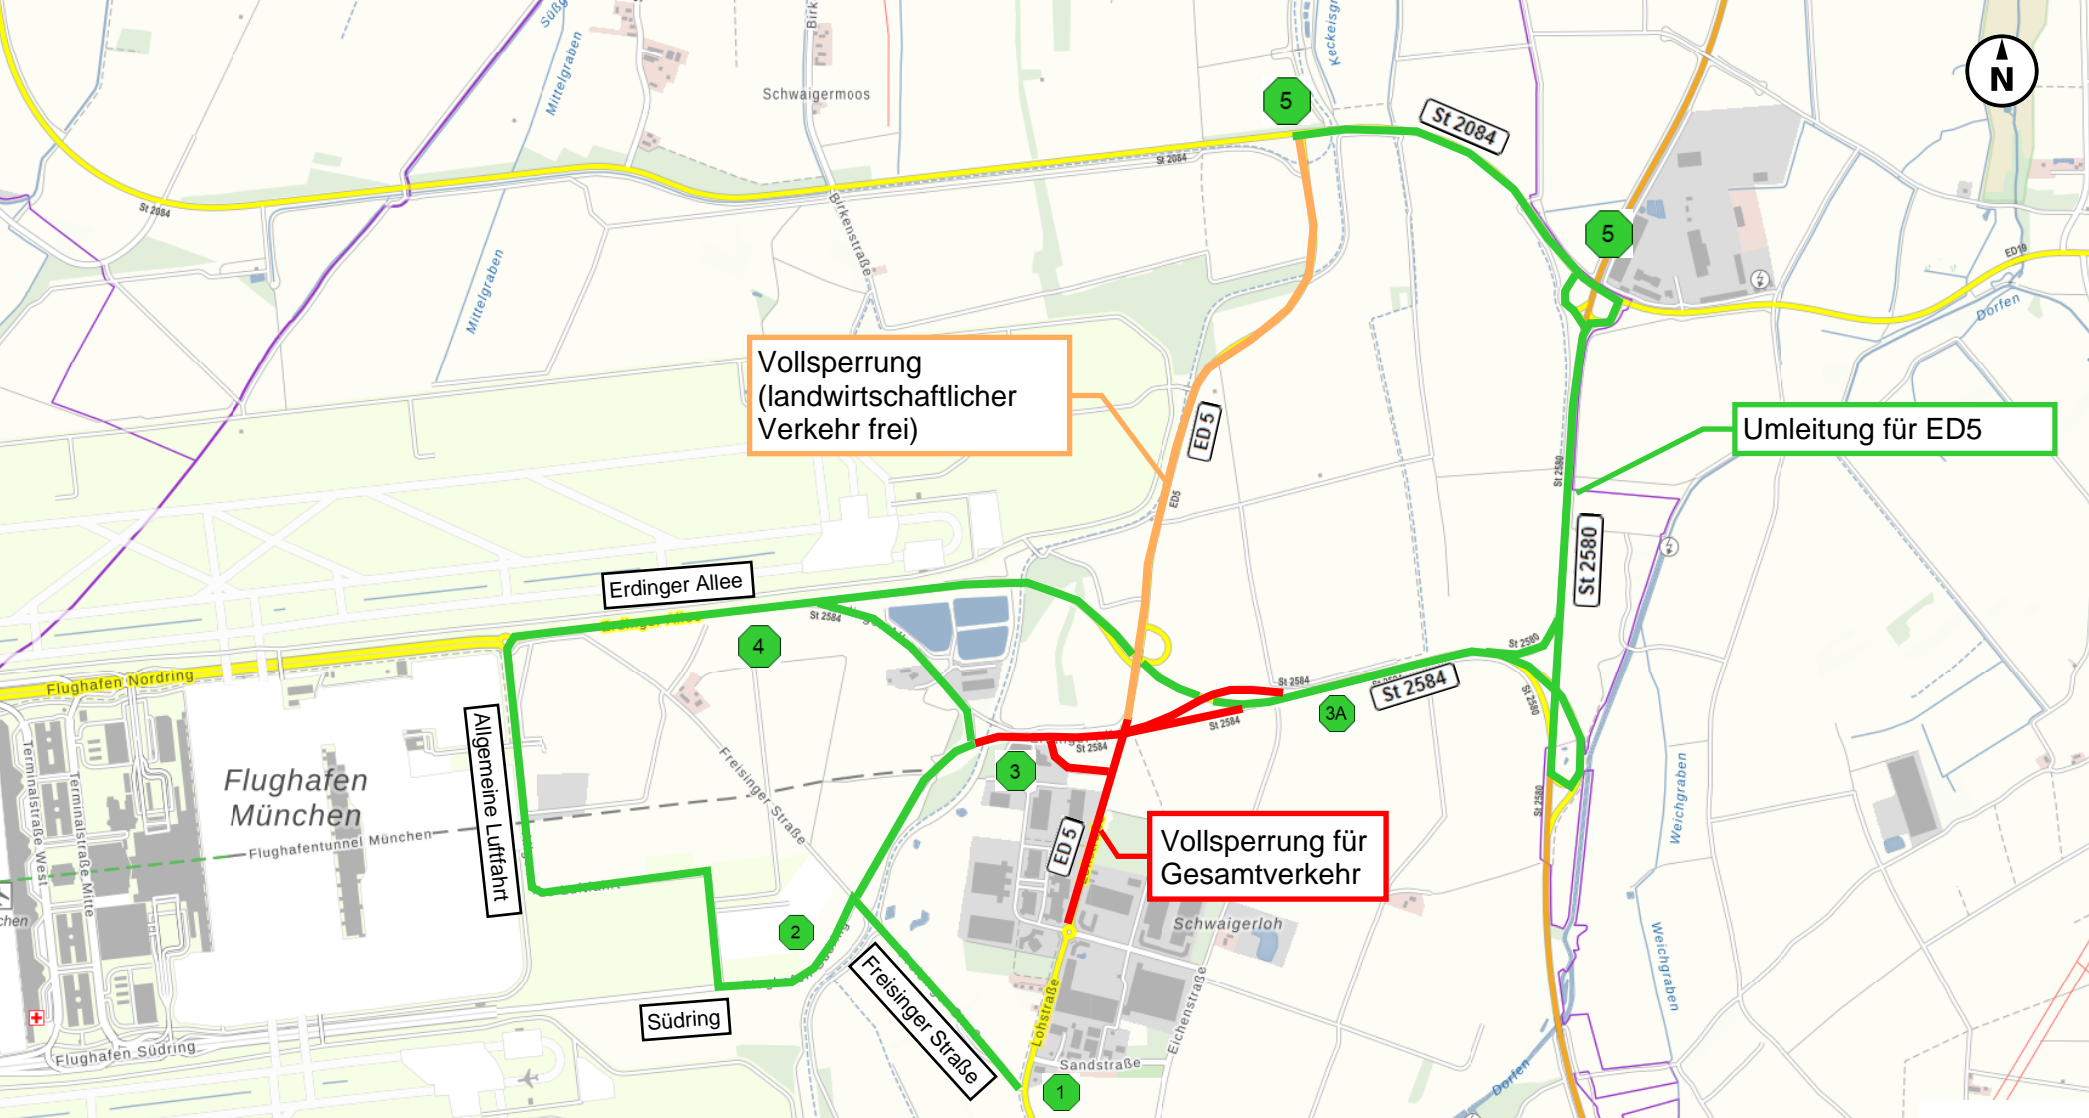 Süßg
Mittelgraben
Birk
Keckeisgr
N
Schwaigermoos
5
St 2084
St 2084
St 2084
Birkenstraße
5
ED19
Dorfen
Mittelgraben
Vollsperrung
(landwirtschaftlicher
Verkehr frei)
ED 5
Umleitung für ED5
St 2580
ED5
St 2580
Erdinger Allee
Erdinger Allee
St 2584
4
St 2580
Flughafen Nordring
St 2584
St 2584
St 2580
3A
St 2584
St 2584
Allgemeine Luftfahrt
Terminalstraße West
Terminalstraße Mitte
Flughafen
München
Freisinger Straße
3
Flughafentunnel München
ED 5
Vollsperrung für
Gesamtverkehr
St 2580
Weichgraben
Schwaigerloh
2
Weichgraben
Freisinger Straße
Südring
Flughafen Südring
Lohstraße
Eichenstraße
Sandstraße
1
Dorfen